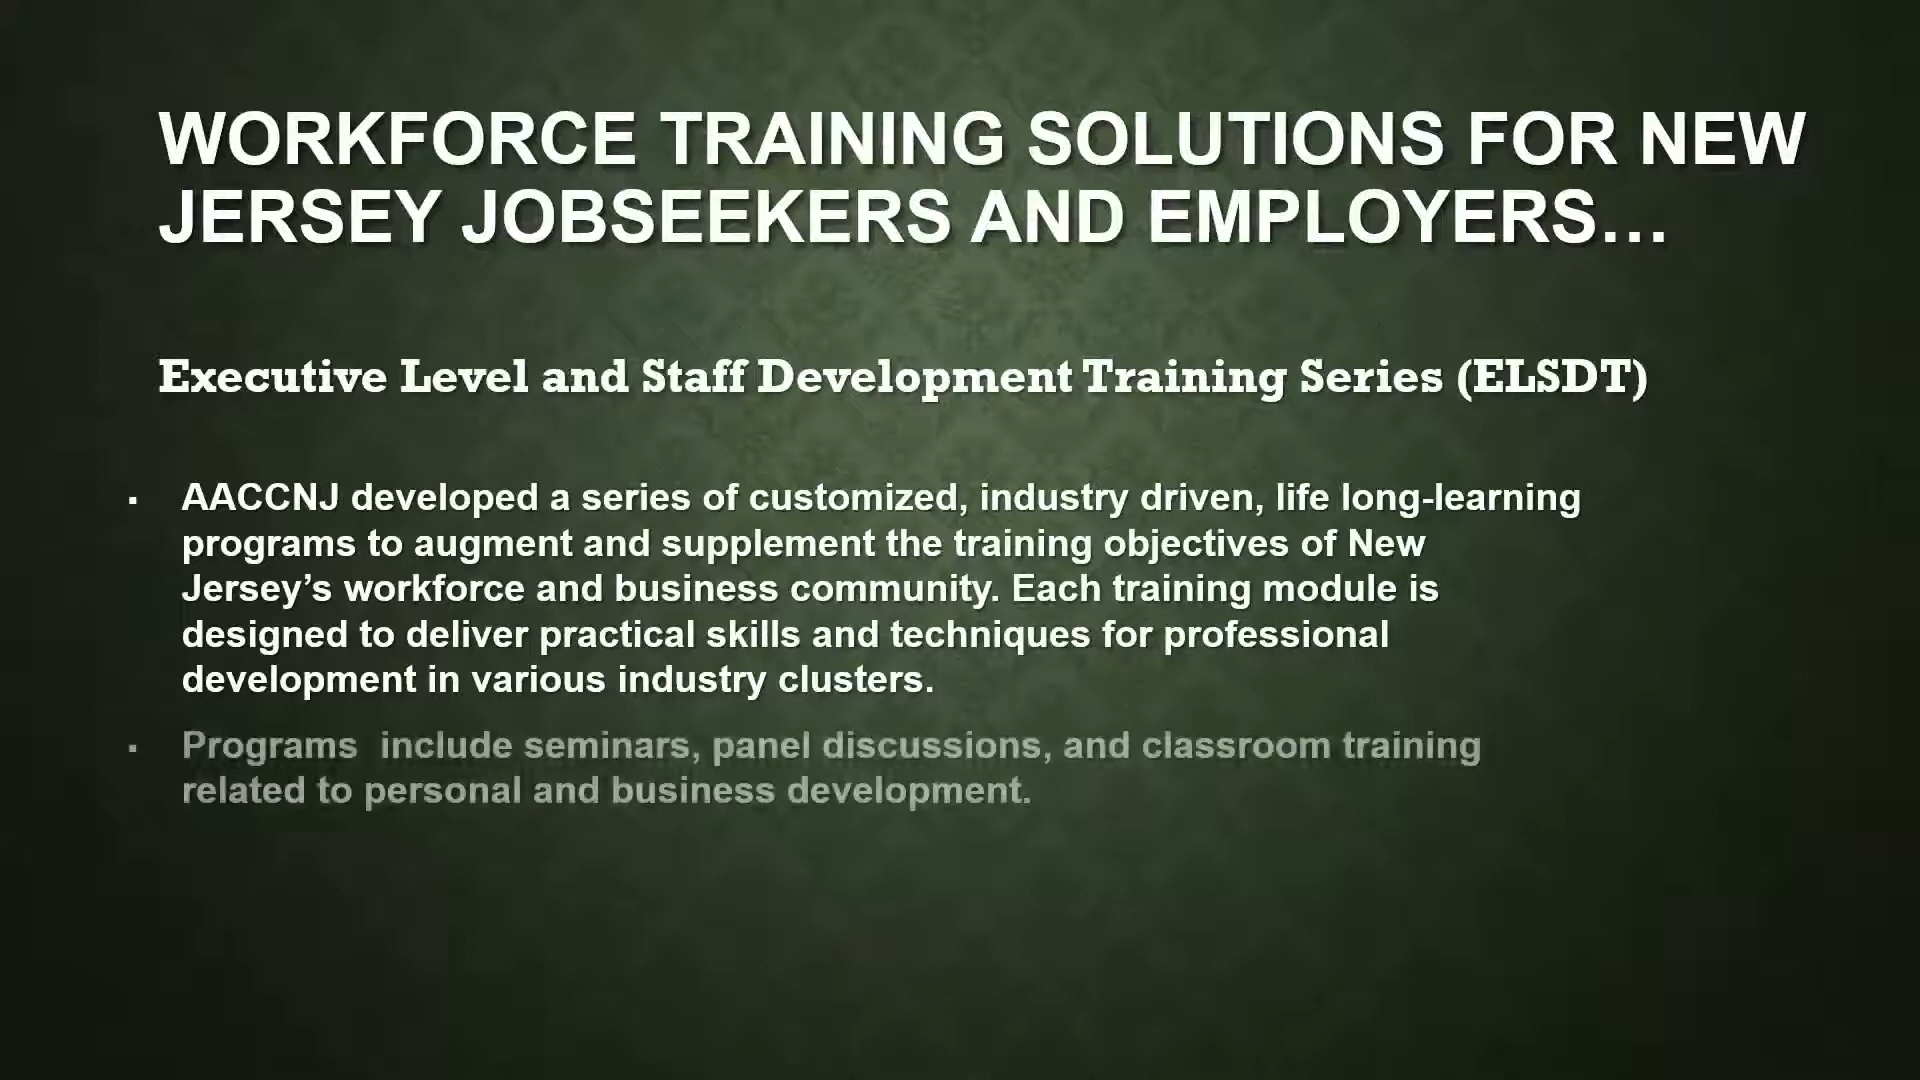 WORKFORCE TRAINING SOLUTIONS FOR NEW
JERSEY JOBSEEKERS AND EMPLOYERS…
Executive Level and Staff Development Training Series (ELSDT)
▪ AACCNJ developed a series of customized, industry driven, life long-learning
programs to augment and supplement the training objectives of New
Jersey’s workforce and business community. Each training module is
designed to deliver practical skills and techniques for professional
development in various industry clusters.
▪ Programs  include seminars, panel discussions, and classroom training
related to personal and business development.